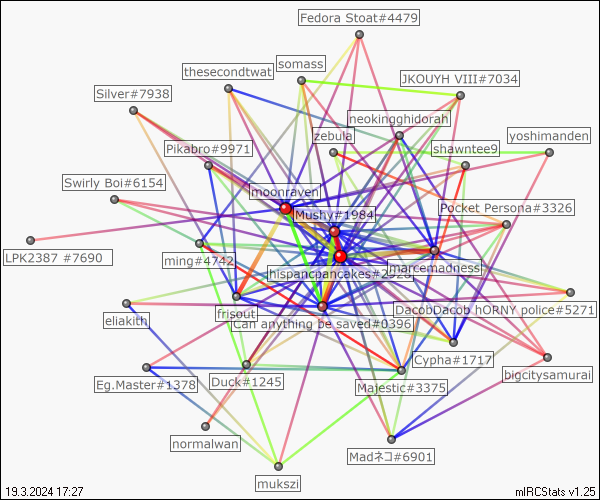 Fedora Stoat#4479
somass
thesecondtwat
JKOUYH VIII#7034
Silver#7938
neokingghidorah
zebula
yoshimanden
shawntee9
Pikabro#9971
Swirly Boi#6154
moonraven
Pocket Persona#3326
Mushy#1984
LPK2387 #7690
ming#4742
marcemadness
frisout
DacobDacob hORNY police#5271
eliakith
Can' anything be saved#0396
Cypha#1717
bigcitysamurai
Eg.Master#1378
Duck#1245
Majestic#3375
normalwan
Madネコ#6901
mukszi
19.3.2024 17:27
mIRCStats v1.25